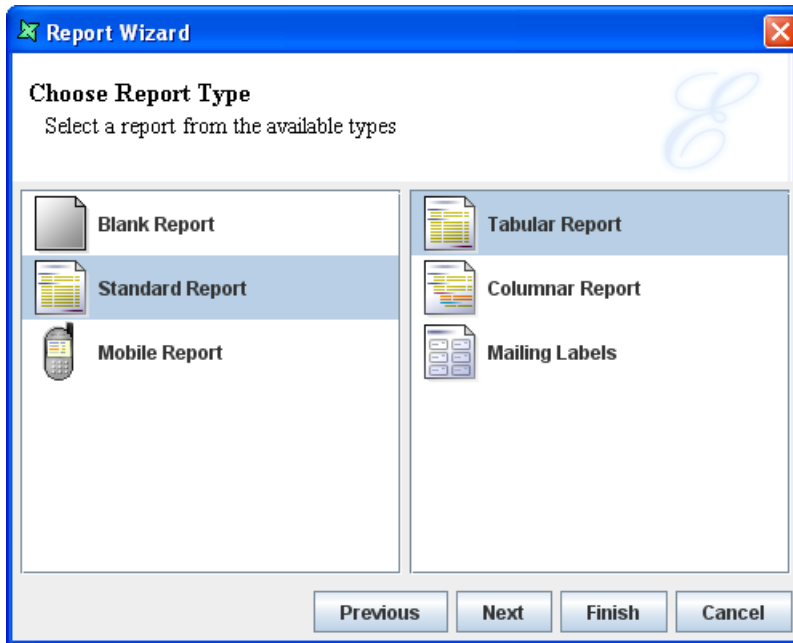 Report Wizard
Choose Report Type
Select a report from the available types
E
Blank Report
Standard Report
Mobile Report
Tabular Report
Columnar Report
Mailing Labels
Previous Next Finish Cancel